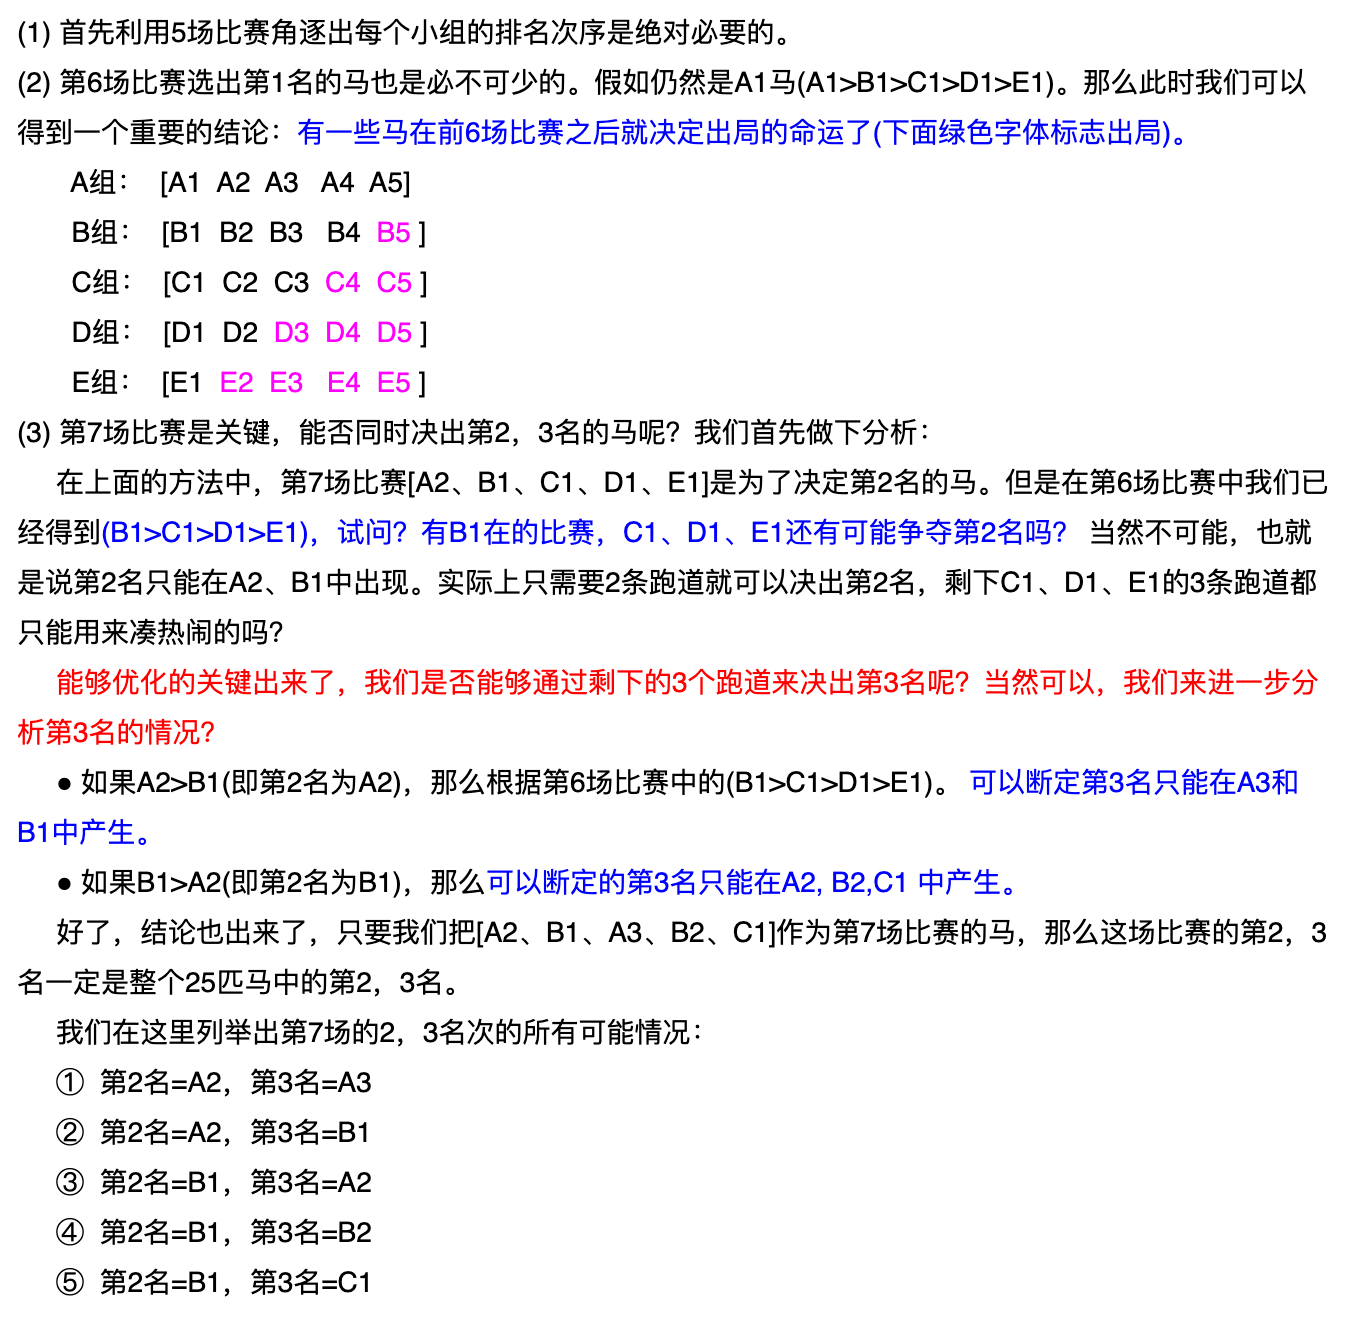 (1) 首先利用5场比赛角逐出每个小组的排名次序是绝对必要的。
(2) 第6场比赛选出第1名的马也是必不可少的。假如仍然是A1马(A1>B1>C1>D1>E1)。那么此时我们可以
得到一个重要的结论：有一些马在前6场比赛之后就决定出局的命运了(下面绿色字体标志出局)。
A组： [A1 A2 A3 A4 A5]
B组： [B1 B2 B3 B4 B5 ]
C组： [C1 C2 C3 C4 C5 ]
D组： [D1 D2 D3 D4 D5 ]
E组： [E1 E2 E3 E4 E5 ]
(3) 第7场比赛是关键，能否同时决出第2，3名的马呢？我们首先做下分析：
在上面的方法中，第7场比赛[A2、B1、C1、D1、E1]是为了决定第2名的马。但是在第6场比赛中我们已
经得到(B1>C1>D1>E1)，试问？有B1在的比赛，C1、D1、E1还有可能争夺第2名吗？ 当然不可能，也就
是说第2名只能在A2、B1中出现。实际上只需要2条跑道就可以决出第2名，剩下C1、D1、E1的3条跑道都
只能用来凑热闹的吗？
能够优化的关键出来了，我们是否能够通过剩下的3个跑道来决出第3名呢？当然可以，我们来进一步分
析第3名的情况？
● 如果A2>B1(即第2名为A2)，那么根据第6场比赛中的(B1>C1>D1>E1)。 可以断定第3名只能在A3和
B1中产生。
● 如果B1>A2(即第2名为B1)，那么可以断定的第3名只能在A2, B2,C1 中产生。
好了，结论也出来了，只要我们把[A2、B1、A3、B2、C1]作为第7场比赛的马，那么这场比赛的第2，3
名一定是整个25匹马中的第2，3名。
我们在这里列举出第7场的2，3名次的所有可能情况：
① 第2名=A2，第3名=A3
② 第2名=A2，第3名=B1
③ 第2名=B1，第3名=A2
④ 第2名=B1，第3名=B2
⑤ 第2名=B1，第3名=C1